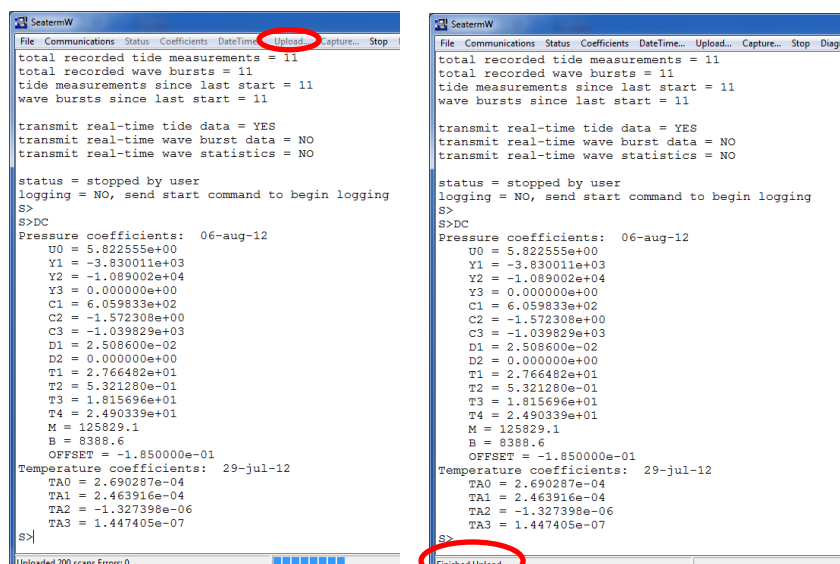 SeatermW
File Communications Status Coefficients DateTime... Upload... Capture... Stop
total recorded tide measurements = 11
total recorded wave bursts = 11
tide measurements since last start = 11
wave bursts since last start = 11
transmit real-time tide data = YES
transmit real-time wave burst data = NO
transmit real-time wave statistics = NO
status = stopped by user
logging = NO, send start command to begin logging
S>
S>DC
Pressure coefficients: 06-aug-12
U0 = 5.822555e+00
Y1 = -3.830011e+03
Y2 = -1.089002e+04
Y3 = 0.000000e+00
C1 = 6.059833e+02
C2 = -1.572308e+00
C3 = -1.039829e+03
D1 = 2.508600e-02
D2 = 0.000000e+00
T1 = 2.766482e+01
T2 = 5.321280e-01
T3 = 1.815696e+01
T4 = 2.490339e+01
M = 125829.1
B = 8388.6
OFFSET = -1.850000e-01
Temperature coefficients: 29-jul-12
TA0 = 2.690287e-04
TA1 = 2.463916e-04
TA2 = -1.327398e-06
TA3 = 1.447405e-07
S>
Uploaded 200 scans Errors: 0
SeatermW
File Communications Status Coefficients DateTime... Upload... Capture... Stop Diag
total recorded tide measurements = 11
total recorded wave bursts = 11
tide measurements since last start = 11
wave bursts since last start = 11
transmit real-time tide data = YES
transmit real-time wave burst data = NO
transmit real-time wave statistics = NO
status = stopped by user
logging = NO, send start command to begin logging
S>
S>DC
Pressure coefficients: 06-aug-12
U0 = 5.822555e+00
Y1 = -3.830011e+03
Y2 = -1.089002e+04
Y3 = 0.000000e+00
C1 = 6.059833e+02
C2 = -1.572308e+00
C3 = -1.039829e+03
D1 = 2.508600e-02
D2 = 0.000000e+00
T1 = 2.766482e+01
T2 = 5.321280e-01
T3 = 1.815696e+01
T4 = 2.490339e+01
M = 125829.1
B = 8388.6
OFFSET = -1.850000e-01
Temperature coefficients: 29-jul-12
TA0 = 2.690287e-04
TA1 = 2.463916e-04
TA2 = -1.327398e-06
TA3 = 1.447405e-07
S>
Finished Upload